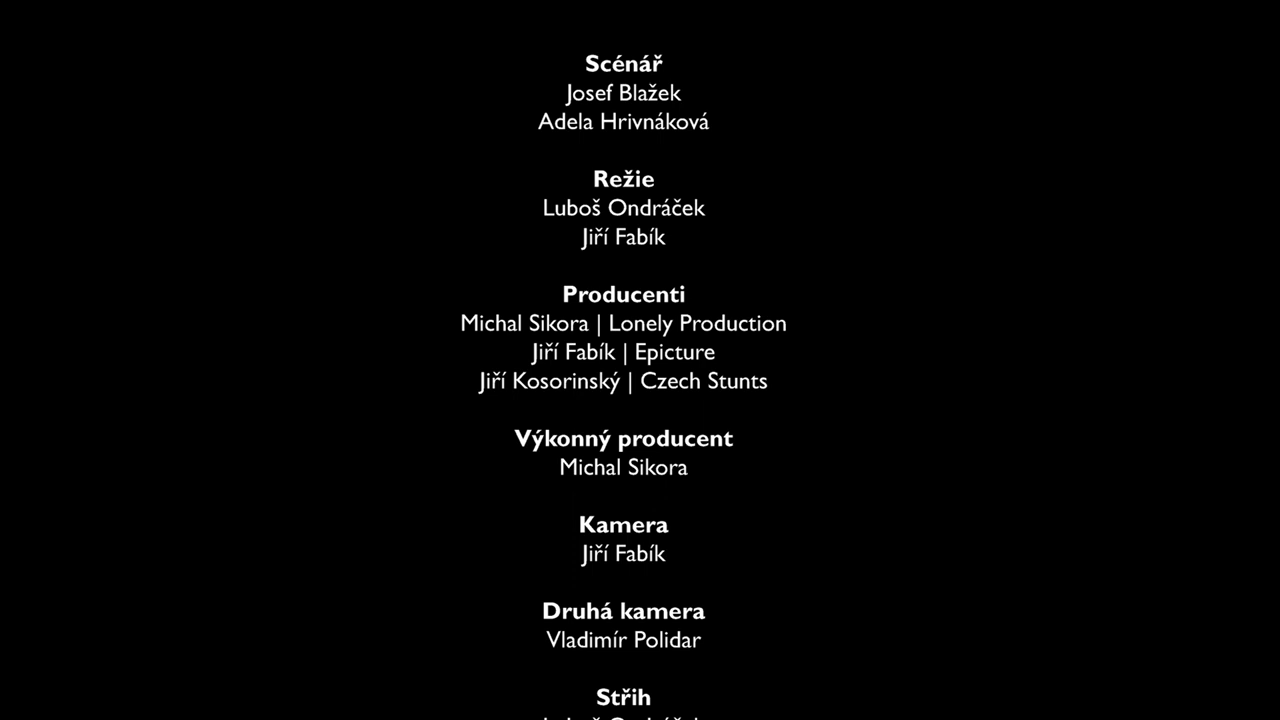 Scénář
Josef Blažek
Adela Hrivnáková
Režie
Luboš Ondráček
Jiří Fabík
Producenti
Michal Sikora | Lonely Production
Jiří Fabík | Epicture
Jiří Kosorinský | Czech Stunts
Výkonný producent
Michal Sikora
Kamera
Jiří Fabík
Druhá kamera
Vladimír Polidar
Střih